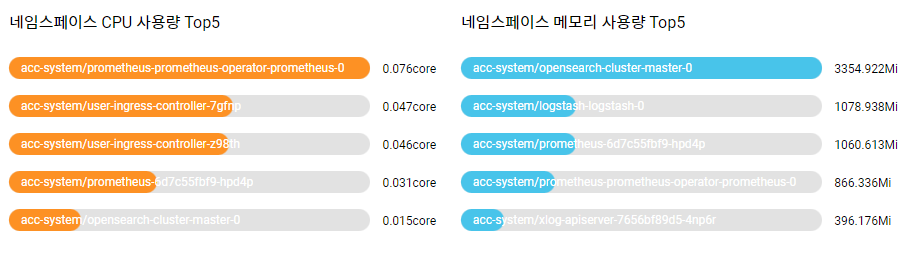 네임스페이스 CPU 사용량 Top5
acc-system/prometheus-prometheus-operator-prometheus-0 0.076core
acc-system/user-ingress-controller-7gfnp 0.047core
acc-system/user-ingress-controller-z98th 0.046core
acc-system/prometheus-6d7c55fbf9-hpd4p 0.031core
acc-system/opensearch-cluster-master-0 0.015core
네임스페이스 메모리 사용량 Top5
acc-system/opensearch-cluster-master-0 3354.922Mi
acc-system/logstash-logstash-0 1078.938Mi
acc-system/prometheus-6d7c55fbf9-hpd4p 1060.613Mi
acc-system/prometheus-prometheus-operator-prometheus-0 866.336Mi
acc-system/xlog-apiserver-7656bf89d5-4np6r 396.176Mi